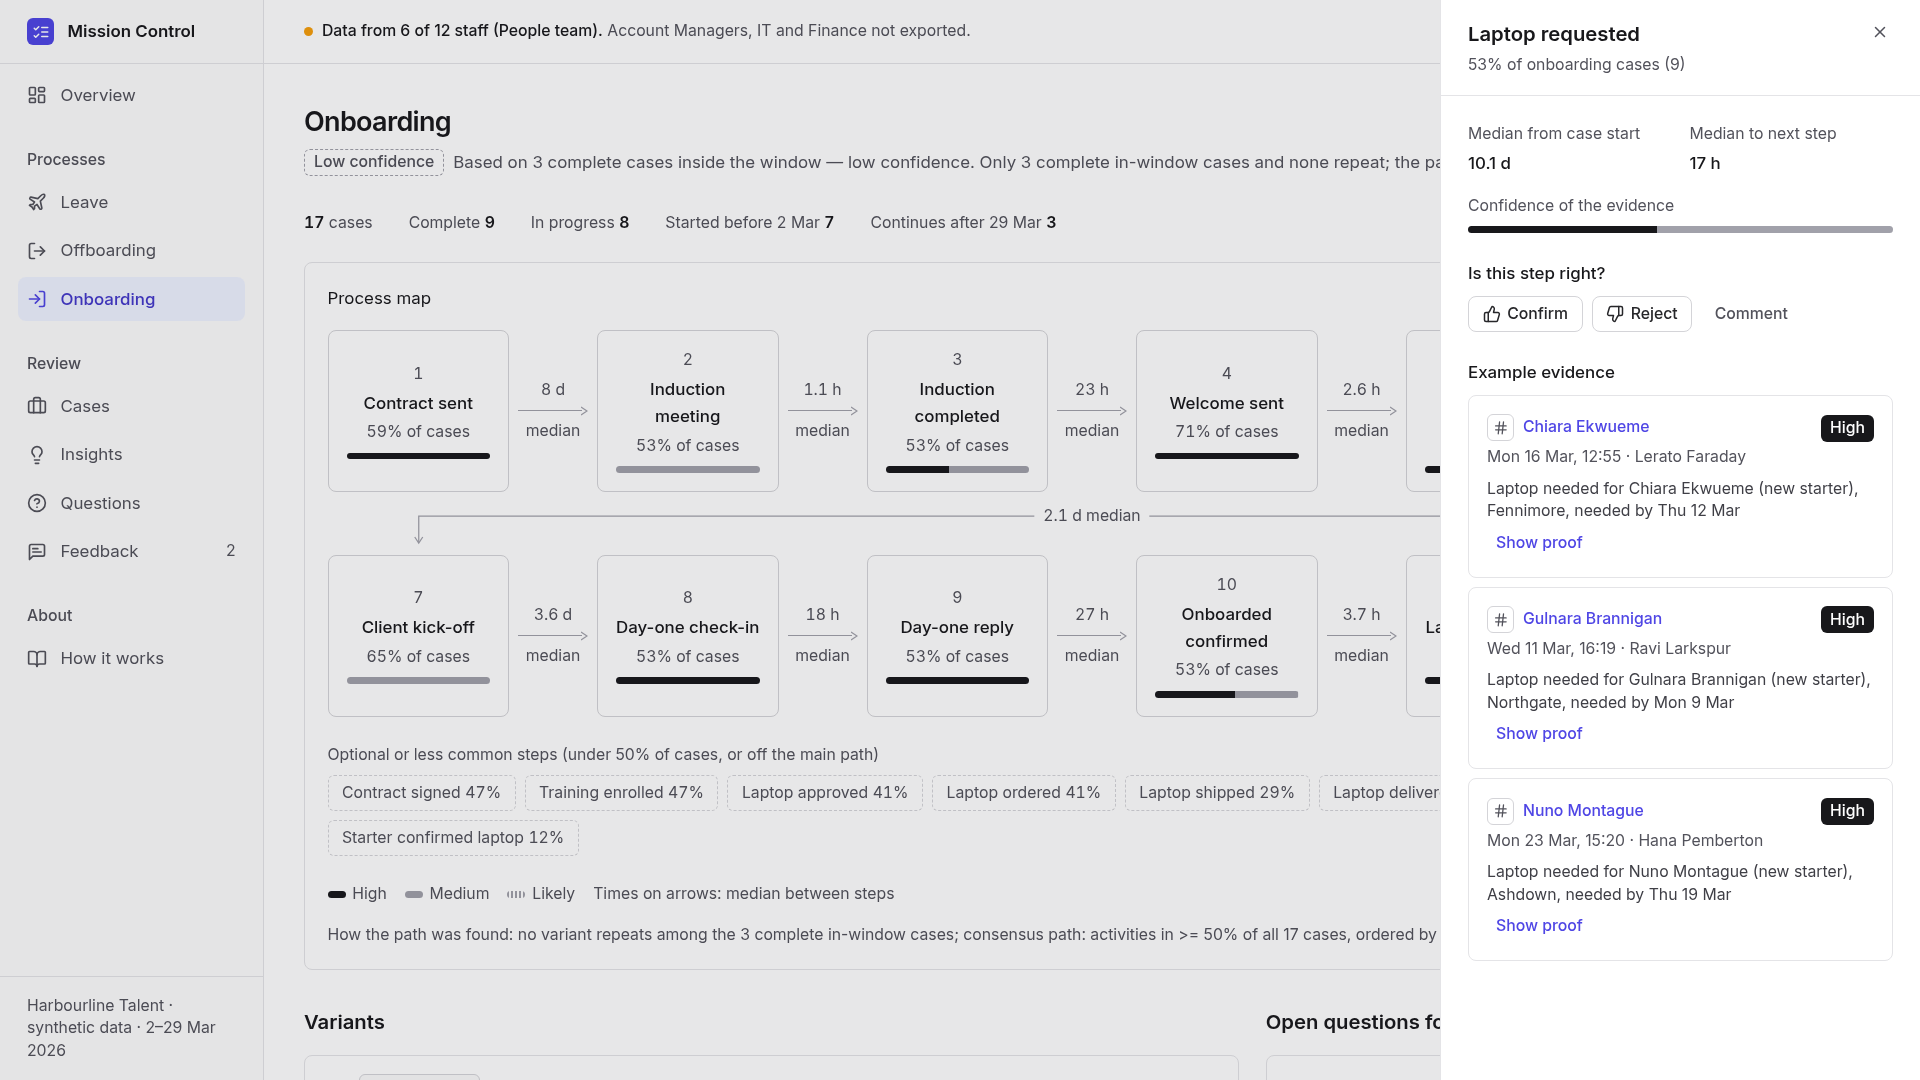 Mission Control
Overview
Processes
Leave
Offboarding
Onboarding
Review
Cases
Insights
Questions
Feedback 2
About
How it works
Harbourline Talent ·
synthetic data · 2–29 Mar
2026
Data from 6 of 12 staff (People team). Account Managers, IT and Finance not exported.
Onboarding
Low confidence Based on 3 complete cases inside the window — low confidence. Only 3 complete in-window cases and none repeat; the pa
17 cases Complete 9 In progress 8 Started before 2 Mar 7 Continues after 29 Mar 3
Process map
1
Contract sent
59% of cases
8 d
median
2
Induction
meeting
53% of cases
1.1 h
median
3
Induction
completed
53% of cases
23 h
median
4
Welcome sent
71% of cases
2.6 h
median
2.1 d median
7
Client kick-off
65% of cases
3.6 d
median
8
Day-one check-in
53% of cases
18 h
median
9
Day-one reply
53% of cases
27 h
median
10
Onboarded
confirmed
53% of cases
3.7 h
median
La
Optional or less common steps (under 50% of cases, or off the main path)
Contract signed 47% Training enrolled 47% Laptop approved 41% Laptop ordered 41% Laptop shipped 29% Laptop deliver
Starter confirmed laptop 12%
High Medium Likely Times on arrows: median between steps
How the path was found: no variant repeats among the 3 complete in-window cases; consensus path: activities in >= 50% of all 17 cases, ordered by
Variants
Open questions fo
Laptop requested
53% of onboarding cases (9)
Median from case start
10.1 d
Median to next step
17 h
Confidence of the evidence
Is this step right?
Confirm Reject Comment
Example evidence
# Chiara Ekwueme High
Mon 16 Mar, 12:55 · Lerato Faraday
Laptop needed for Chiara Ekwueme (new starter),
Fennimore, needed by Thu 12 Mar
Show proof
# Gulnara Brannigan High
Wed 11 Mar, 16:19 · Ravi Larkspur
Laptop needed for Gulnara Brannigan (new starter),
Northgate, needed by Mon 9 Mar
Show proof
# Nuno Montague High
Mon 23 Mar, 15:20 · Hana Pemberton
Laptop needed for Nuno Montague (new starter),
Ashdown, needed by Thu 19 Mar
Show proof